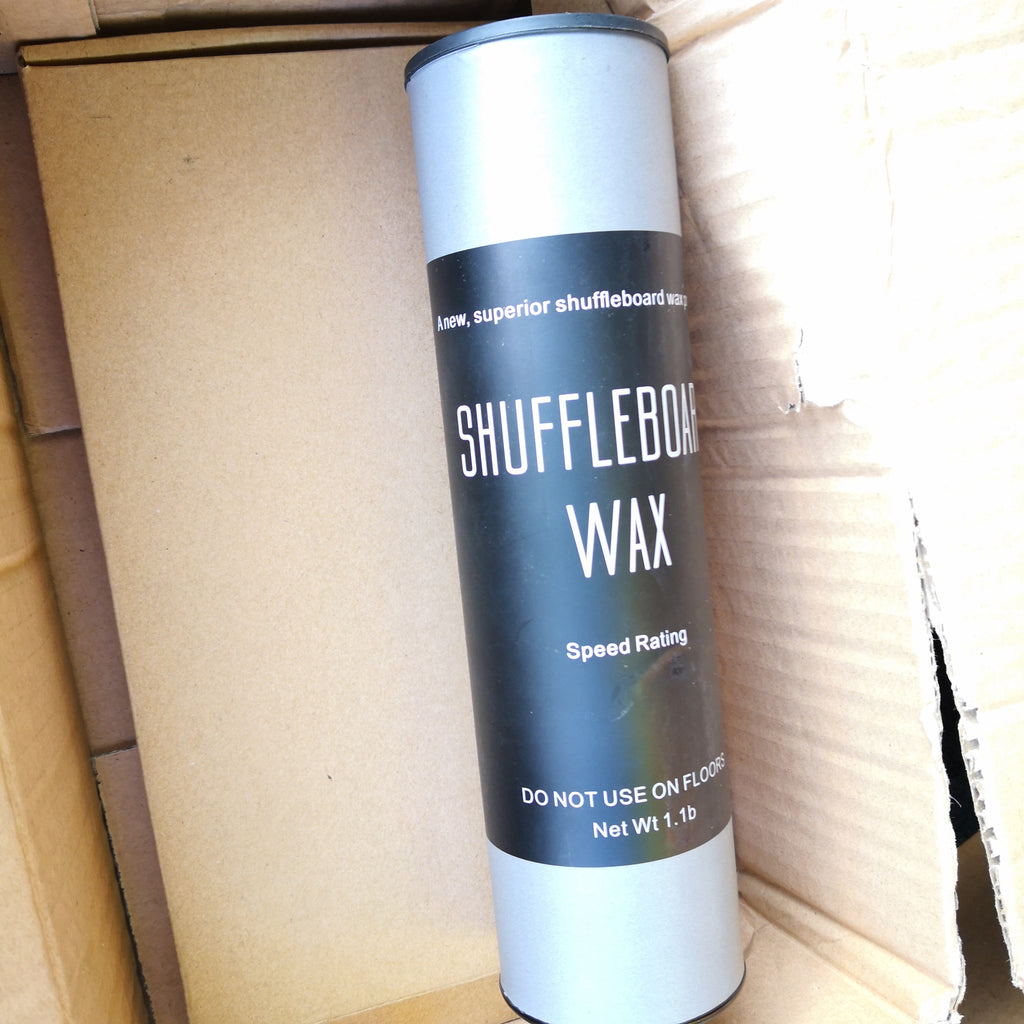 A new, superior shuffleboard wax
SHUFFLEBOAR
WAX
Speed Rating
DO NOT USE ON FLOORS
Net Wt 1.1b